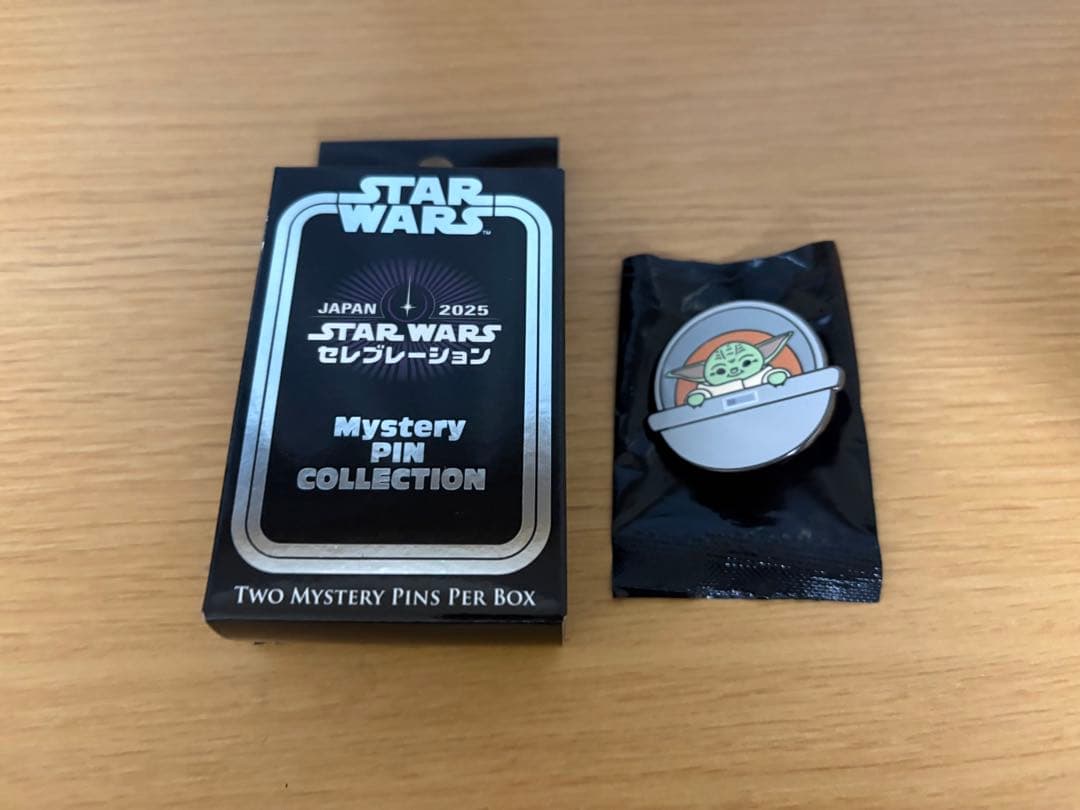 STAR
WARS™
JAPAN 2025
STAR WARS
セレブレーション
Mystery
PIN
COLLECTION
TWO MYSTERY PINS PER BOX